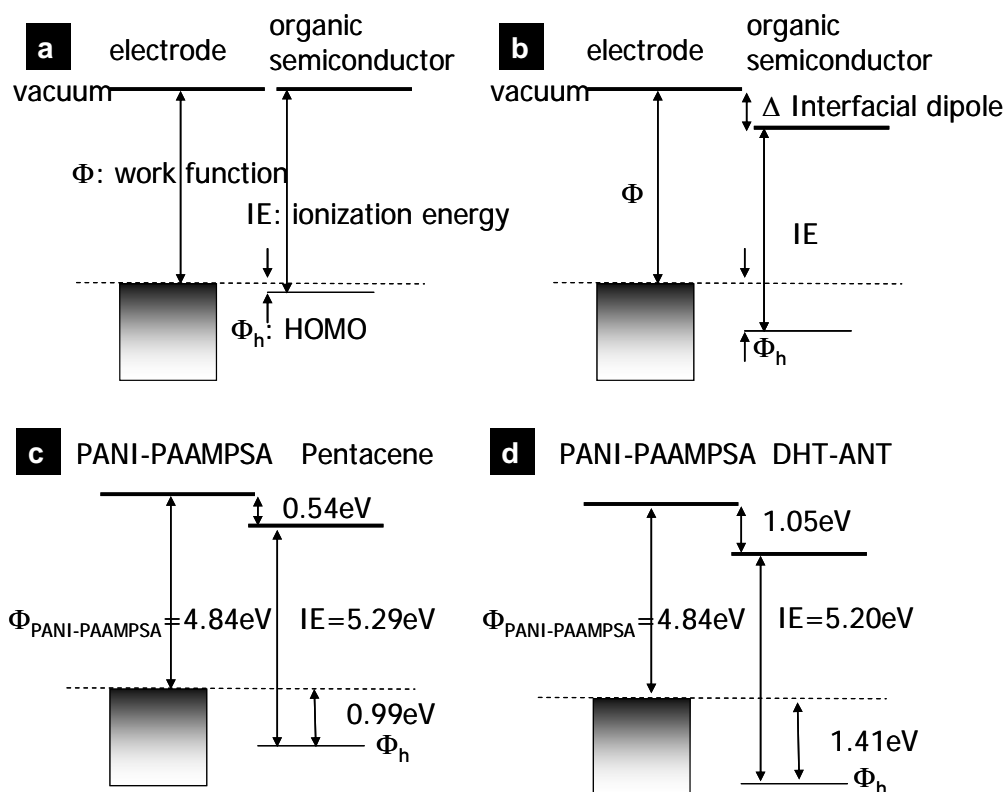 a
electrode
organic
semiconductor
vacuum
Φ: work function
IE: ionization energy
Φh: HOMO
b
electrode
organic
semiconductor
vacuum
Δ Interfacial dipole
Φ
IE
Φh
c
PANI-PAAMPSA Pentacene
0.54eV
ΦPANI-PAAMPSA=4.84eV
IE=5.29eV
0.99eV
Φh
d
PANI-PAAMPSA DHT-ANT
1.05eV
ΦPANI-PAAMPSA=4.84eV
IE=5.20eV
1.41eV
Φh